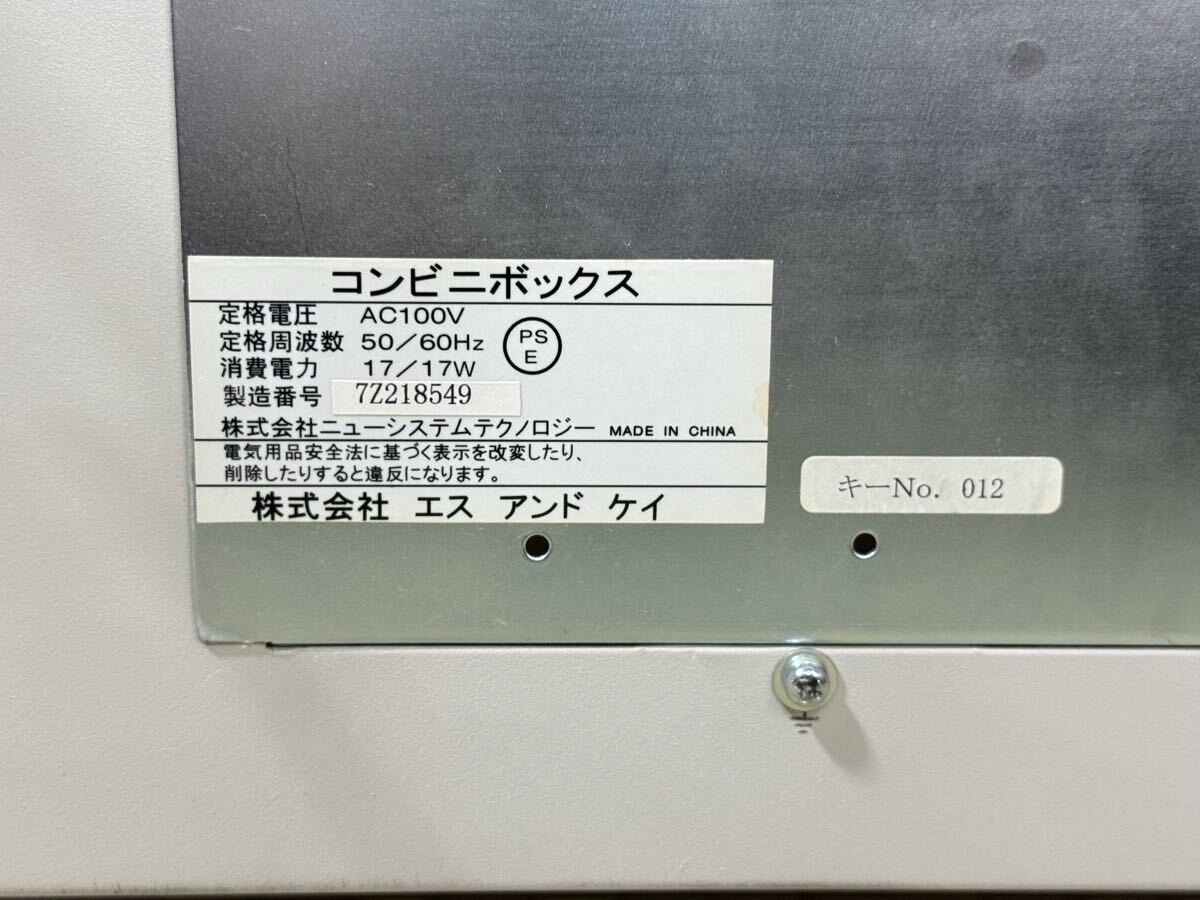 コンビニボックス
定格電圧 AC100V
定格周波数 50／60Hz
PS
E
消費電力 17／17W
製造番号 7Z218549
株式会社ニューシステムテクノロジー MADE IN CHINA
電気用品安全法に基づく表示を改変したり、
削除したりすると違反になります。
株式会社 エス アンド ケイ
キーNo. 012